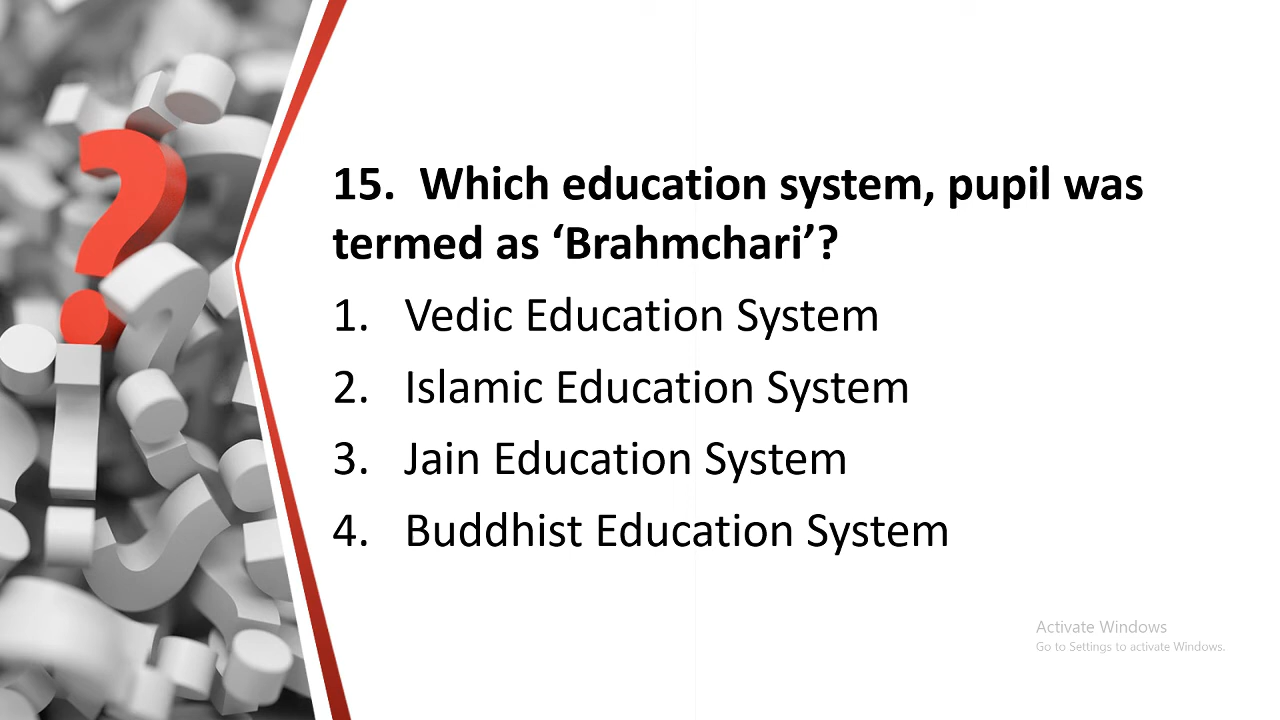 15.  Which education system, pupil was
termed as ‘Brahmchari’?
1.   Vedic Education System
2.   Islamic Education System
3.   Jain Education System
4.   Buddhist Education System
Activate Windows
Go to Settings to activate Windows.